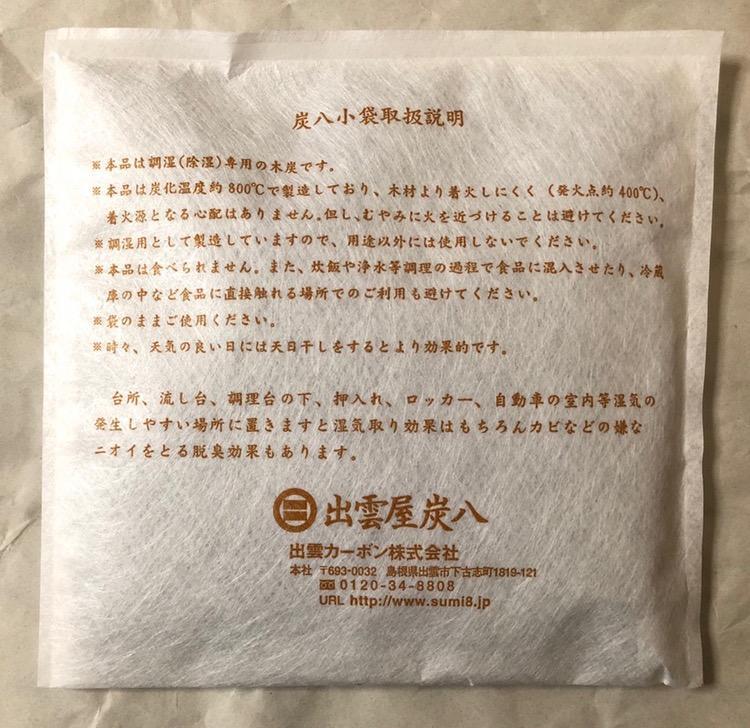 炭八小袋取扱説明
※本品は調湿(除湿)専用の木炭です。
※本品は炭化温度約800℃で製造しており、木材より着火しにくく(発火点約400℃)、
着火源となる心配はありません。但し、むやみに火を近づけることは避けてください。
※調湿用として製造していますので、用途以外には使用しないでください。
※本品は食べられません。また、炊飯や浄水等調理の過程で食品に混入させたり、冷蔵
庫の中など食品に直接触れる場所でのご利用も避けてください。
※袋のままご使用ください。
※時々、天気の良い日には天日干しをするとより効果的です。
台所、流し台、調理台の下、押入れ、ロッカー、自動車の室内等湿気の
発生しやすい場所に置きますと湿気取り効果はもちろんカビなどの嫌な
ニオイをとる脱臭効果もあります。
出雲屋炭八
出雲カーボン株式会社
本社 〒693-0032 島根県出雲市下古志町1819-121
0120-34-8808
URL http://www.sumi8.jp